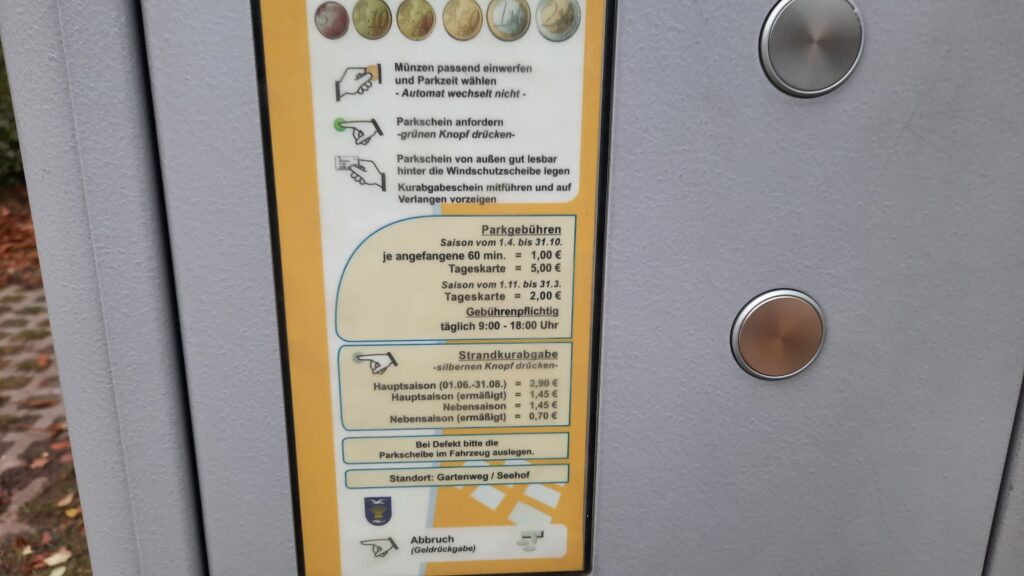 Münzen passend einwerfen
und Parkzeit wählen
- Automat wechselt nicht -
Parkschein anfordern
-grünen Knopf drücken-
Parkschein von außen gut lesbar
hinter die Windschutzscheibe legen
Kurabgabeschein mitführen und auf
Verlangen vorzeigen
Parkgebühren
Saison vom 1.4. bis 31.10.
je angefangene 60 min. = 1,00 €
Tageskarte = 5,00 €
Saison vom 1.11. bis 31.3.
Tageskarte = 2,00 €
Gebührenpflichtig
täglich 9:00 - 18:00 Uhr
Strandkurabgabe
-silbernen Knopf drücken-
Hauptsaison (01.06.-31.08.) = 2,90 €
Hauptsaison (ermäßigt) = 1,45 €
Nebensaison = 1,45 €
Nebensaison (ermäßigt) = 0,70 €
Bei Defekt bitte die
Parkscheibe im Fahrzeug auslegen.
Standort: Gartenweg / Seehof
Abbruch
(Geldrückgabe)